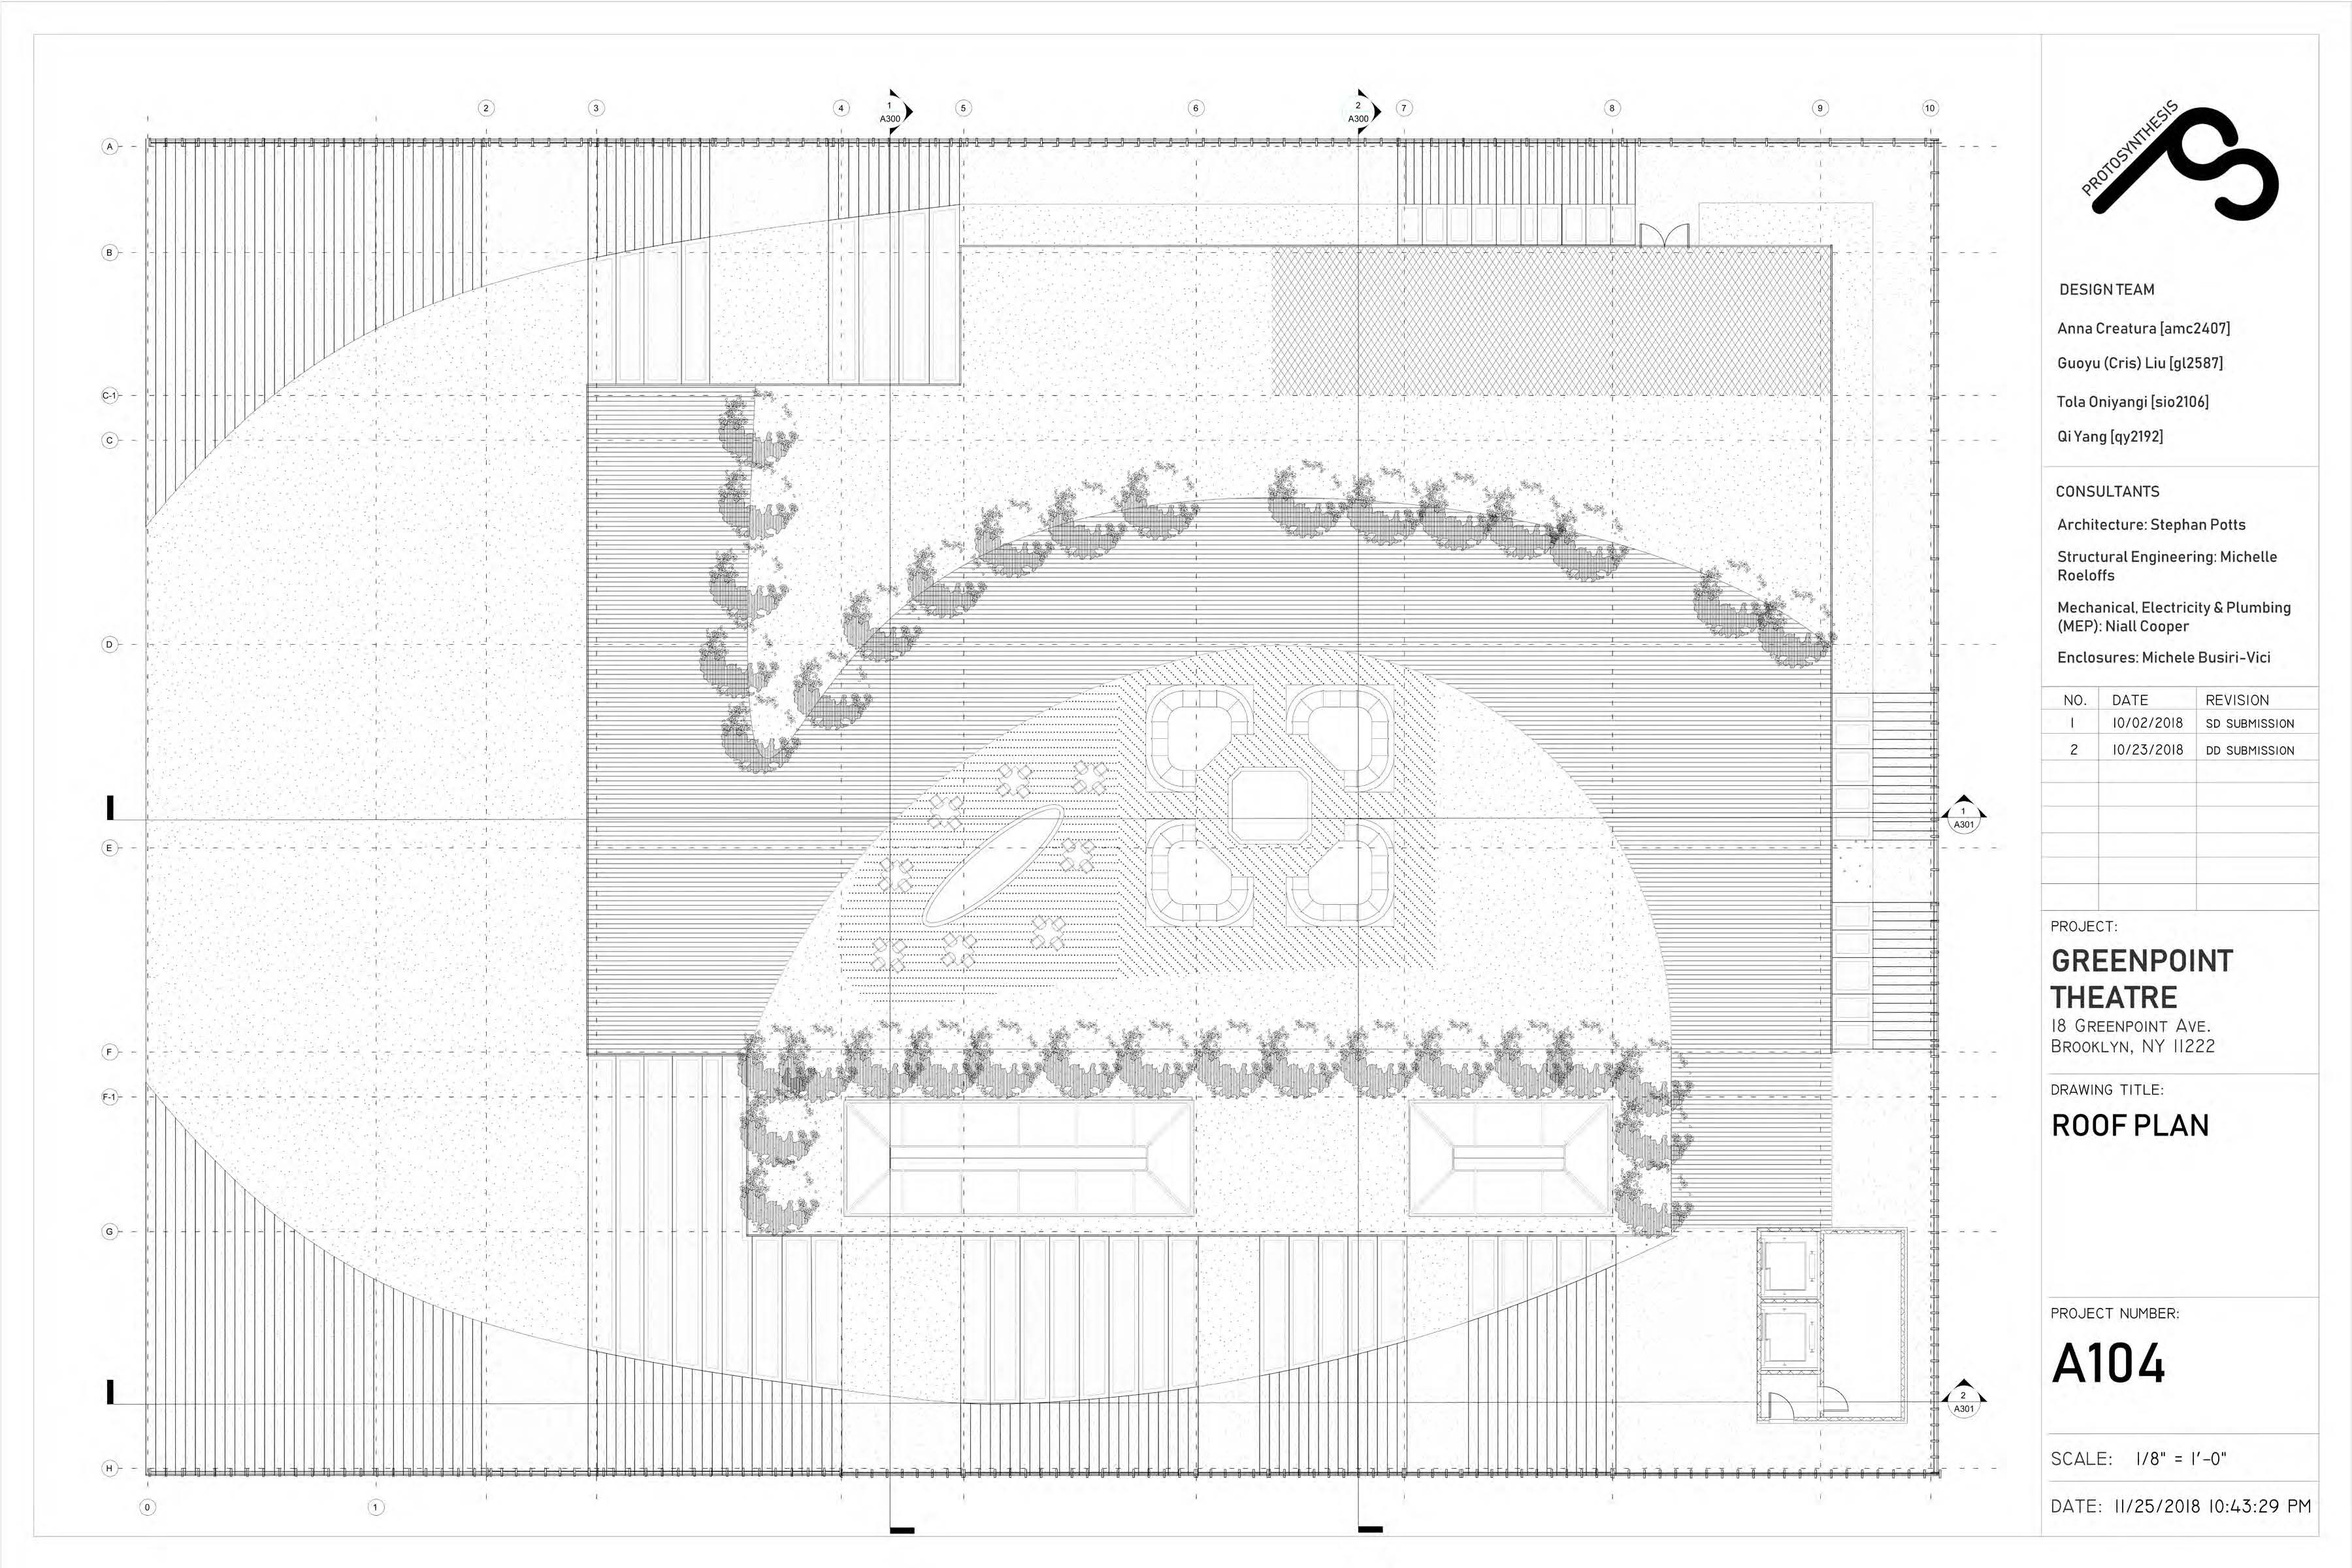 2 3 4 1 5 6 2 7 8 9 10
A300 A300
A
B
C-1
C
D
E
F
F-1
G
H
0 1
1
A301
2
A301
PROTOSYNTHESIS
DESIGN TEAM
Anna Creatura [amc2407]
Guoyu (Cris) Liu [gl2587]
Tola Oniyangi [sio2106]
Qi Yang [qy2192]
CONSULTANTS
Architecture: Stephan Potts
Structural Engineering: Michelle
Roeloffs
Mechanical, Electricity & Plumbing
(MEP): Niall Cooper
Enclosures: Michele Busiri-Vici
NO. DATE REVISION
1 10/02/2018 SD SUBMISSION
2 10/23/2018 DD SUBMISSION
PROJECT:
GREENPOINT
THEATRE
18 GREENPOINT AVE.
BROOKLYN, NY 11222
DRAWING TITLE:
ROOF PLAN
PROJECT NUMBER:
A104
SCALE: 1/8" = 1'-0"
DATE: 11/25/2018 10:43:29 PM